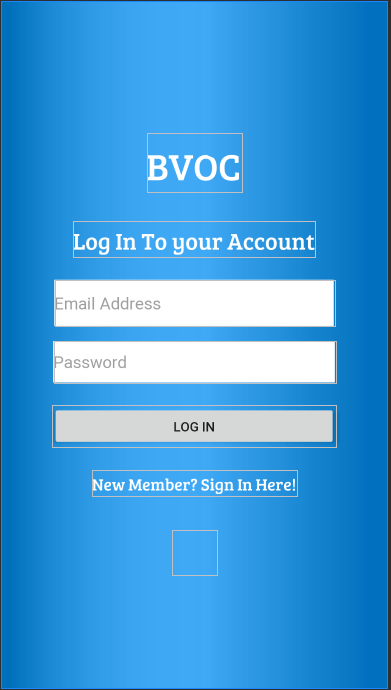 BVOC
Log In To your Account
Email Address
Password
LOG IN
New Member? Sign In Here!